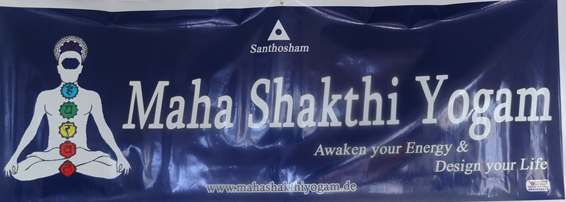 Santhosham
Maha Shakthi Yogam
Awaken your Energy &
Design your Life
www.mahashakthiyogam.de